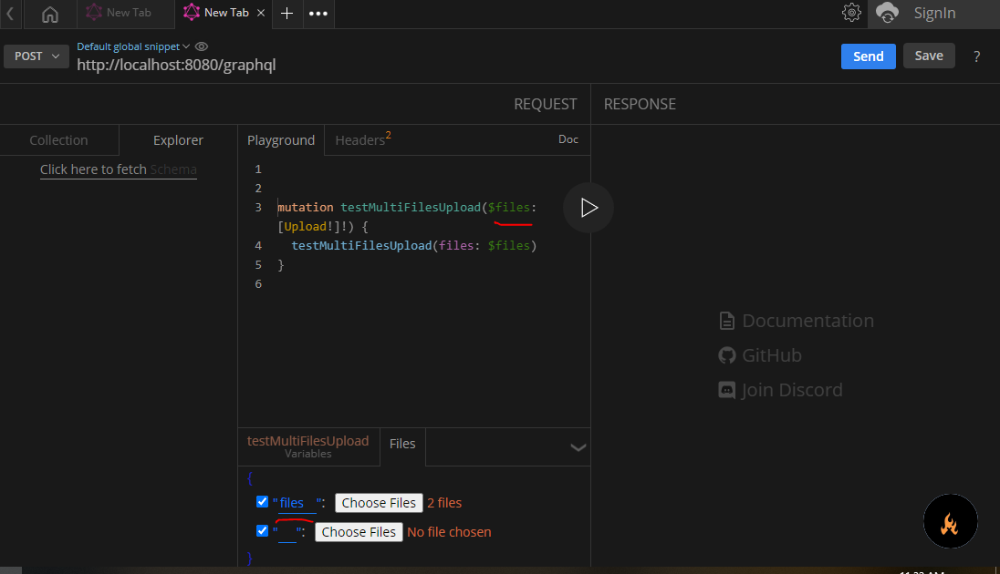 New Tab
New Tab
SignIn
POST
Default global snippet
http://localhost:8080/graphql
Send
Save
?
REQUEST
RESPONSE
Collection
Explorer
Playground
Headers2
Doc
Click here to fetch Schema
1
2
3 mutation testMultiFilesUpload($files:
[Upload!]!) {
4 testMultiFilesUpload(files: $files)
5 }
6
Documentation
GitHub
Join Discord
testMultiFilesUpload
Variables
Files
{
"files ": Choose Files 2 files
" ": Choose Files No file chosen
}